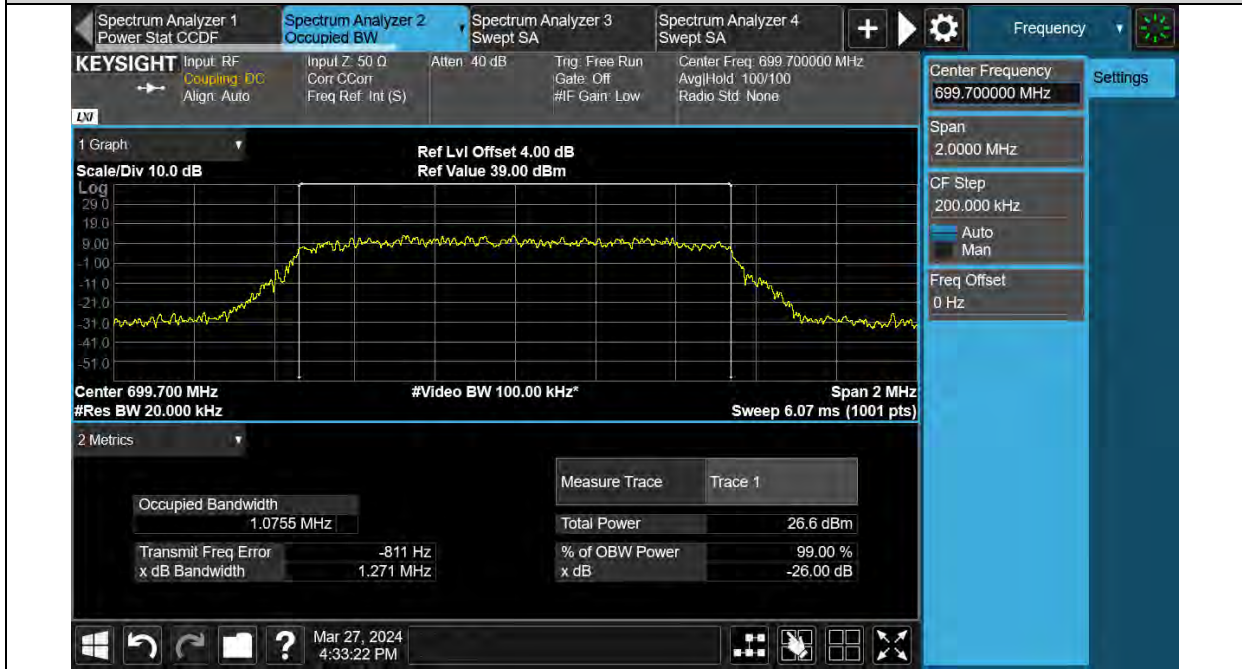 Spectrum Analyzer 1
Power Stat CCDF
Spectrum Analyzer 2
Occupied BW
Spectrum Analyzer 3
Swept SA
Spectrum Analyzer 4
Swept SA
+
Frequency
KEYSIGHT
Input: RF
Coupling: DC
Align: Auto
Input Z: 50 Ω
Corr CCorr
Freq Ref: Int (S)
Atten: 40 dB
Trig: Free Run
Gate: Off
#IF Gain: Low
Center Freq: 699.700000 MHz
Avg|Hold: 100/100
Radio Std: None
LXI
Center Frequency
699.700000 MHz
Settings
Span
2.0000 MHz
CF Step
200.000 kHz
Auto
Man
Freq Offset
0 Hz
1 Graph
Scale/Div 10.0 dB
Ref Lvl Offset 4.00 dB
Ref Value 39.00 dBm
Log
29.0
19.0
9.00
-1.00
-11.0
-21.0
-31.0
-41.0
-51.0
Center 699.700 MHz
#Video BW 100.00 kHz*
Span 2 MHz
#Res BW 20.000 kHz
Sweep 6.07 ms (1001 pts)
2 Metrics
Measure Trace
Trace 1
Occupied Bandwidth
1.0755 MHz
Total Power
26.6 dBm
Transmit Freq Error
-811 Hz
% of OBW Power
99.00 %
x dB Bandwidth
1.271 MHz
x dB
-26.00 dB
?
Mar 27, 2024
4:33:22 PM